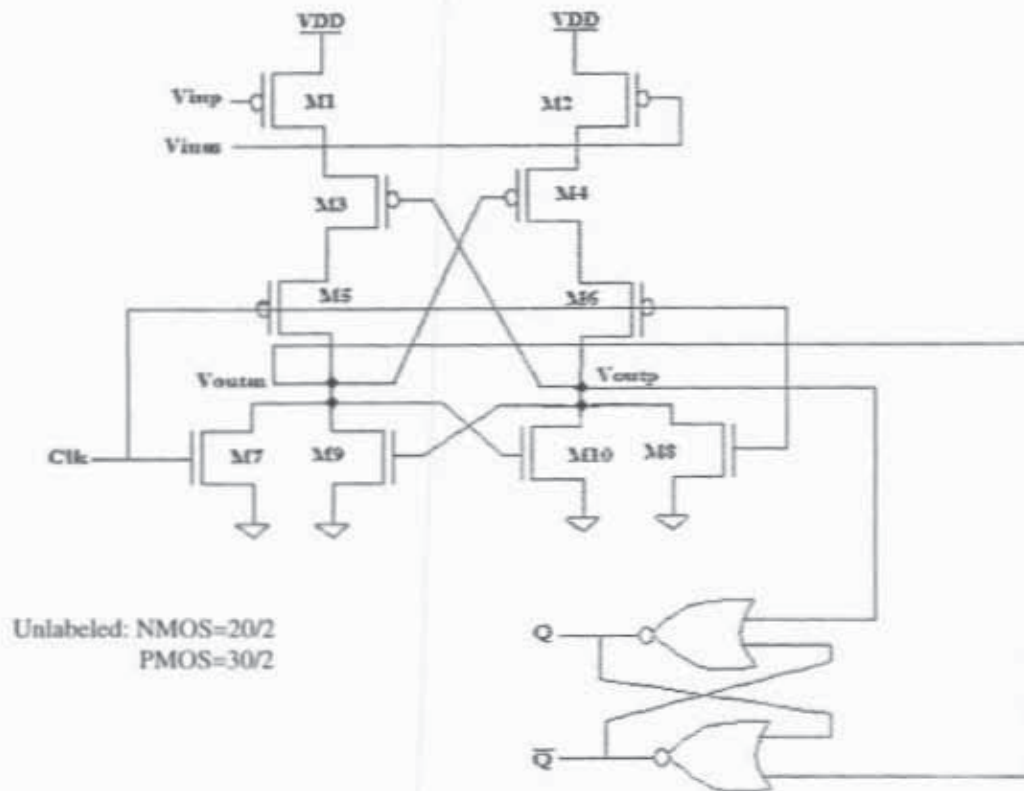 VDD
VDD
Vinp
M1
M2
Vinm
M3
M4
M5
M6
Voutm
Voutp
Clk
M7
M9
M10
M8
Unlabeled: NMOS=20/2
PMOS=30/2
Q
Q̅